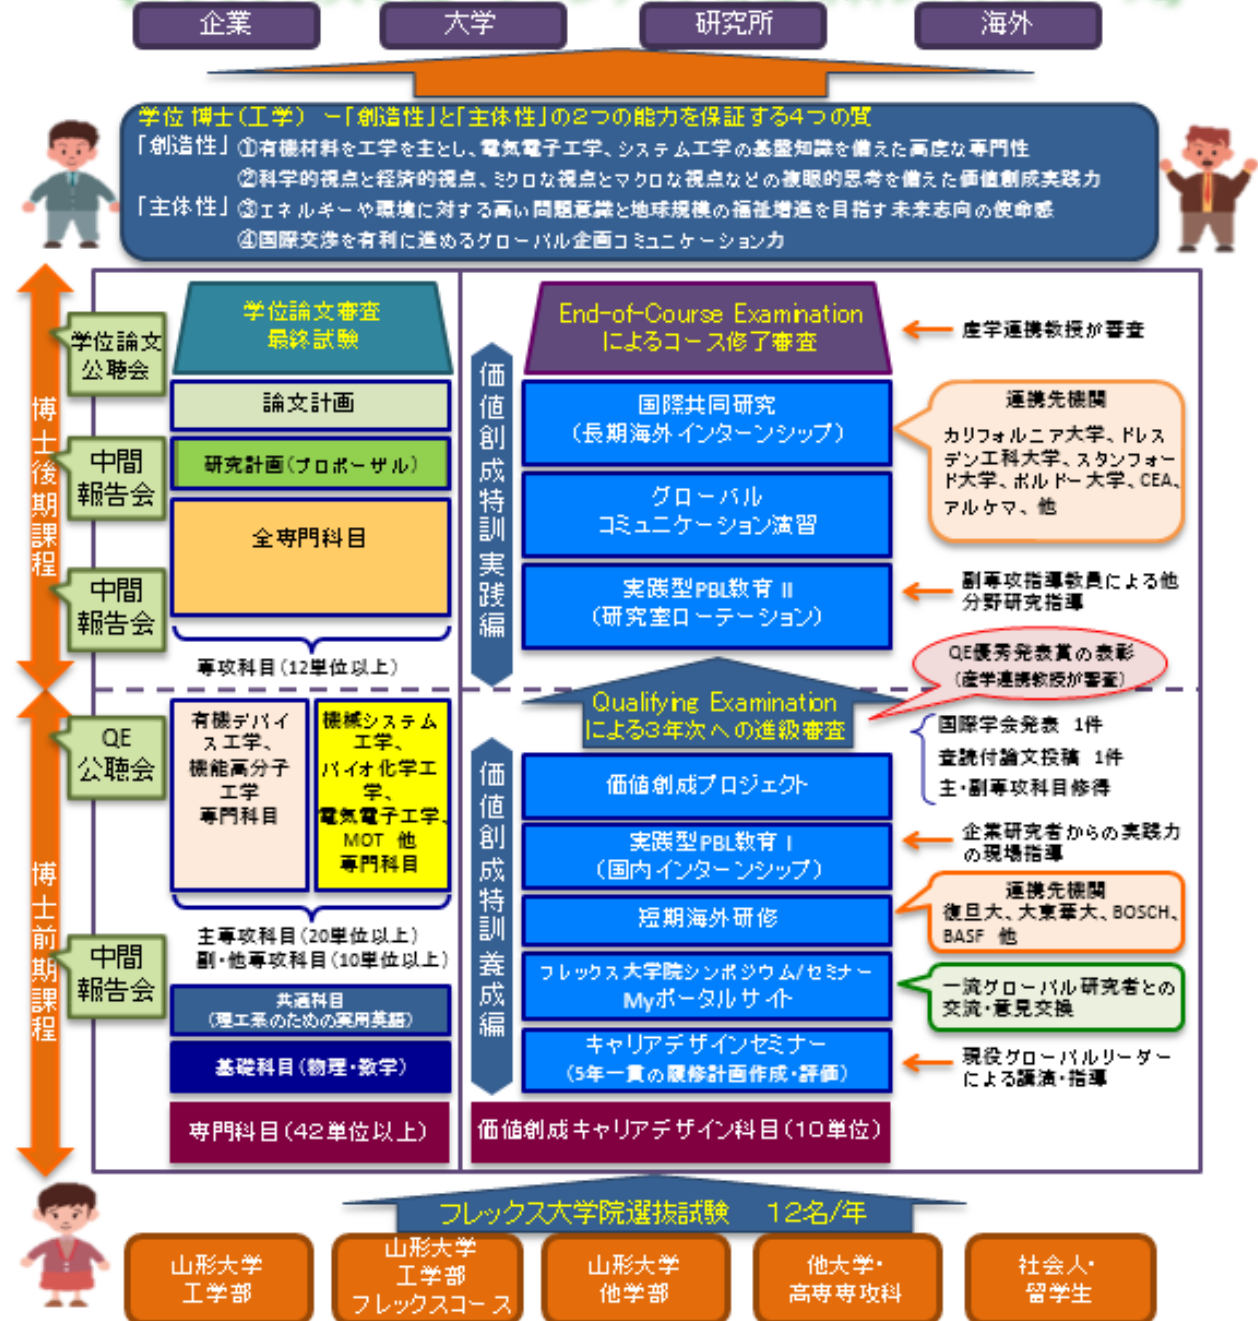 企業
大学
研究所
海外
学位 博士(工学) －「創造性」と「主体性」の2つの能力を保証する4つの質
「創造性」 ①有機材料を工学を主とし、電気電子工学、システム工学の基盤知識を備えた高度な専門性
②科学的視点と経済的視点、ミクロな視点とマクロな視点などの複眼的思考を備えた価値創成実践力
「主体性」 ③エネルギーや環境に対する高い問題意識と地球規模の福祉増進を目指す未来志向の使命感
④国際交渉を有利に進めるグローバル企画コミュニケーション力
博士後期課程
学位論文
公聴会
中間
報告会
中間
報告会
学位論文審査
最終試験
論文計画
研究計画(プロポーザル)
全専門科目
専攻科目(12単位以上)
価値創成特訓 実践編
End-of-Course Examination
によるコース修了審査
国際共同研究
(長期海外インターンシップ)
グローバル
コミュニケーション演習
実践型PBL教育 II
(研究室ローテーション)
産学連携教授が審査
連携先機関
カリフォルニア大学、ドレス
デン工科大学、スタンフォー
ド大学、ボルドー大学、CEA、
アルケマ、他
副専攻指導教員による他
分野研究指導
QE優秀発表賞の表彰
(産学連携教授が審査)
Qualifying Examination
による3年次への進級審査
博士前期課程
QE
公聴会
中間
報告会
有機デバイ
ス工学、
機能高分子
工学
専門科目
機械システム
工学、
バイオ化学工
学、
電気電子工学、
MOT 他
専門科目
主専攻科目(20単位以上)
副・他専攻科目(10単位以上)
共通科目
(理工系のための実用英語)
基礎科目(物理・数学)
専門科目(42単位以上)
価値創成特訓 養成編
価値創成プロジェクト
実践型PBL教育 I
(国内インターンシップ)
短期海外研修
フレックス大学院シンポジウム/セミナー
Myポータルサイト
キャリアデザインセミナー
(5年一貫の履修計画作成・評価)
価値創成キャリアデザイン科目(10単位)
国際学会発表 1件
査読付論文投稿 1件
主・副専攻科目修得
企業研究者からの実践力
の現場指導
連携先機関
復旦大、大東華大、BOSCH、
BASF 他
一流グローバル研究者との
交流・意見交換
現役グローバルリーダー
による講演・指導
フレックス大学院選抜試験 12名/年
山形大学
工学部
山形大学
工学部
フレックスコース
山形大学
他学部
他大学・
高専専攻科
社会人・
留学生